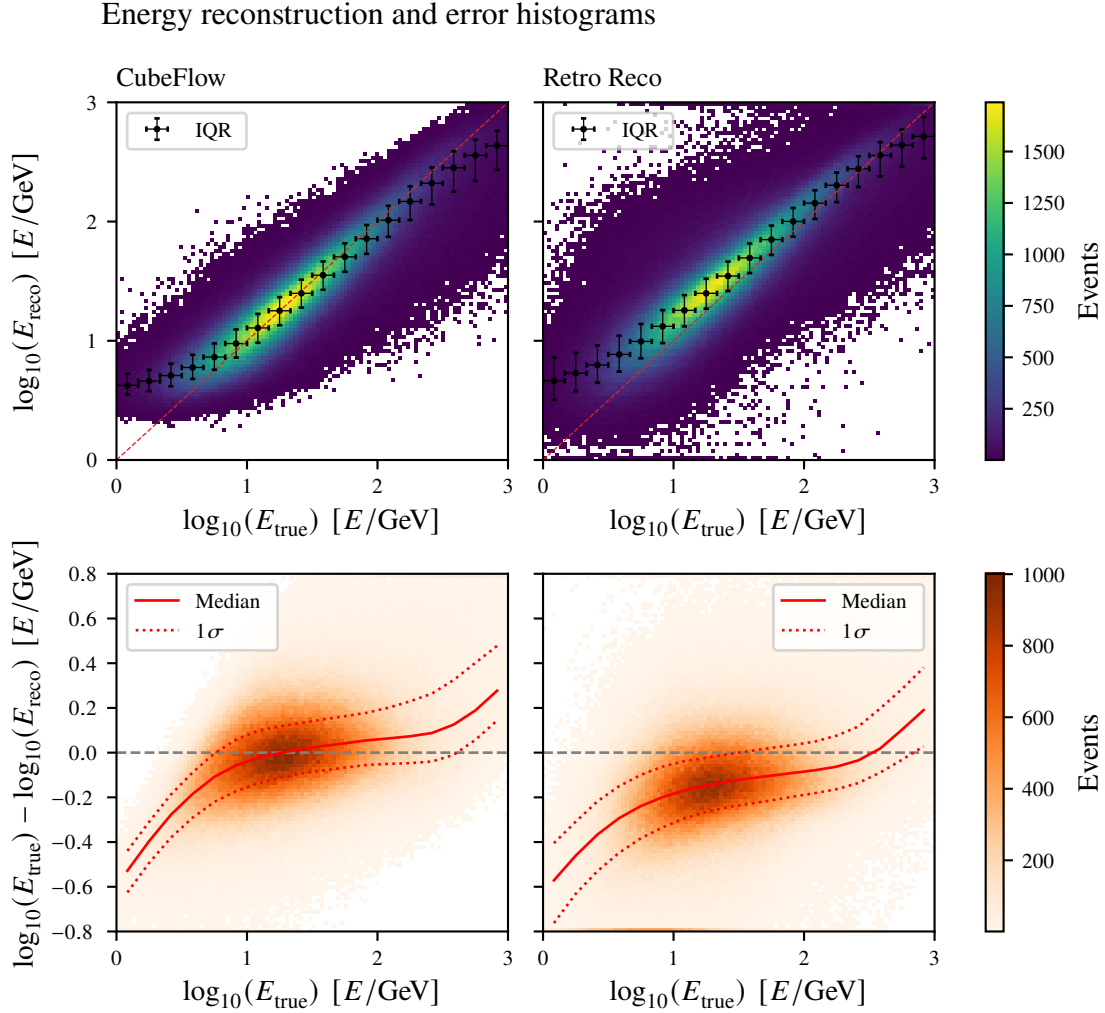 Energy reconstruction and error histograms
CubeFlow
Retro Reco
IQR
IQR
3
2
1
0
log10(Ereco) [E/GeV]
0 1 2 3
0 1 2 3
log10(Etrue) [E/GeV]
log10(Etrue) [E/GeV]
1500
1250
1000
750
500
250
Events
Median
1σ
Median
1σ
0.8
0.6
0.4
0.2
0.0
−0.2
−0.4
−0.6
−0.8
log10(Etrue) − log10(Ereco) [E/GeV]
0 1 2 3
0 1 2 3
log10(Etrue) [E/GeV]
log10(Etrue) [E/GeV]
1000
800
600
400
200
Events